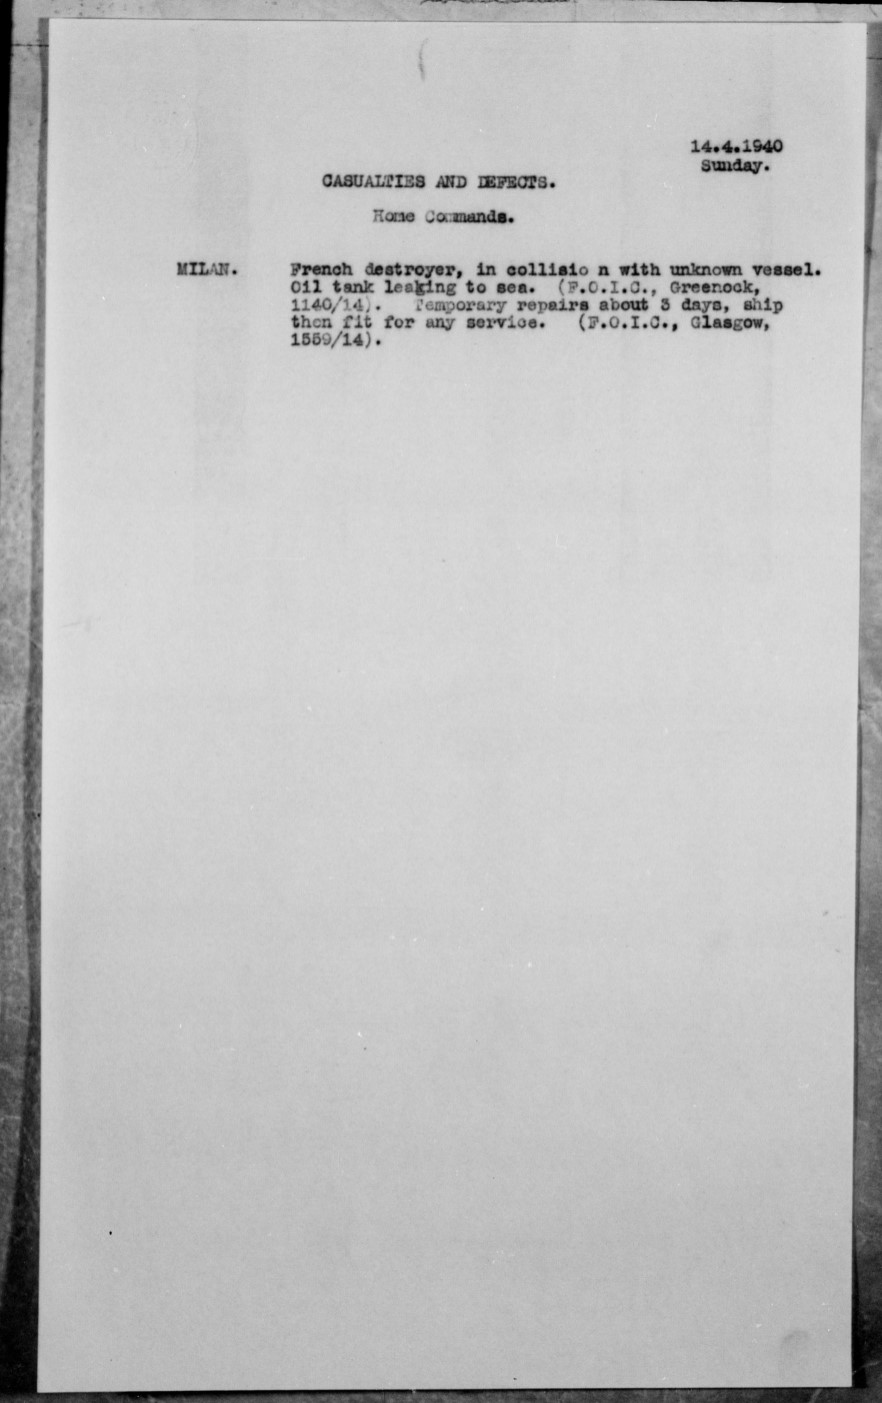 14.4.1940
Sunday.
CASUALTIES AND DEFECTS.
Home Commands.
MILAN. French destroyer, in collisio n with unknown vessel.
Oil tank leaking to sea. (F.O.I.C., Greenock,
1140/14). Temporary repairs about 3 days, ship
then fit for any service. (F.O.I.C., Glasgow,
1559/14).